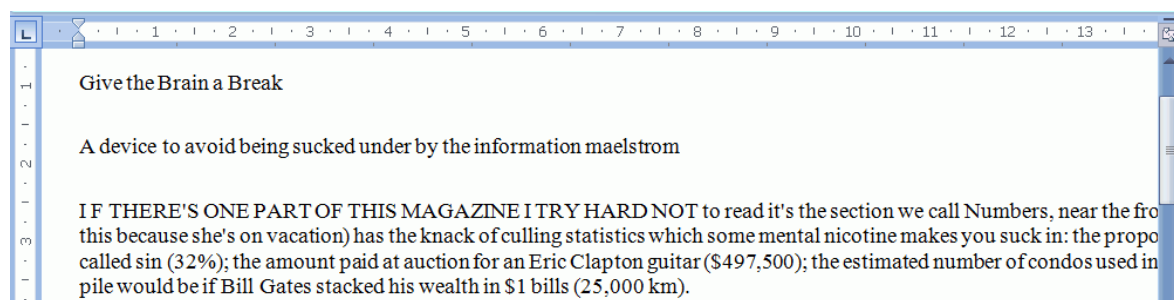 L
1 2 3 4 5 6 7 8 9 10 11 12 13
1
2
3
Give the Brain a Break
A device to avoid being sucked under by the information maelstrom
I F THERE'S ONE PART OF THIS MAGAZINE I TRY HARD NOT to read it's the section we call Numbers, near the fro
this because she's on vacation) has the knack of culling statistics which some mental nicotine makes you suck in: the propo
called sin (32%); the amount paid at auction for an Eric Clapton guitar ($497,500); the estimated number of condos used in
pile would be if Bill Gates stacked his wealth in $1 bills (25,000 km).